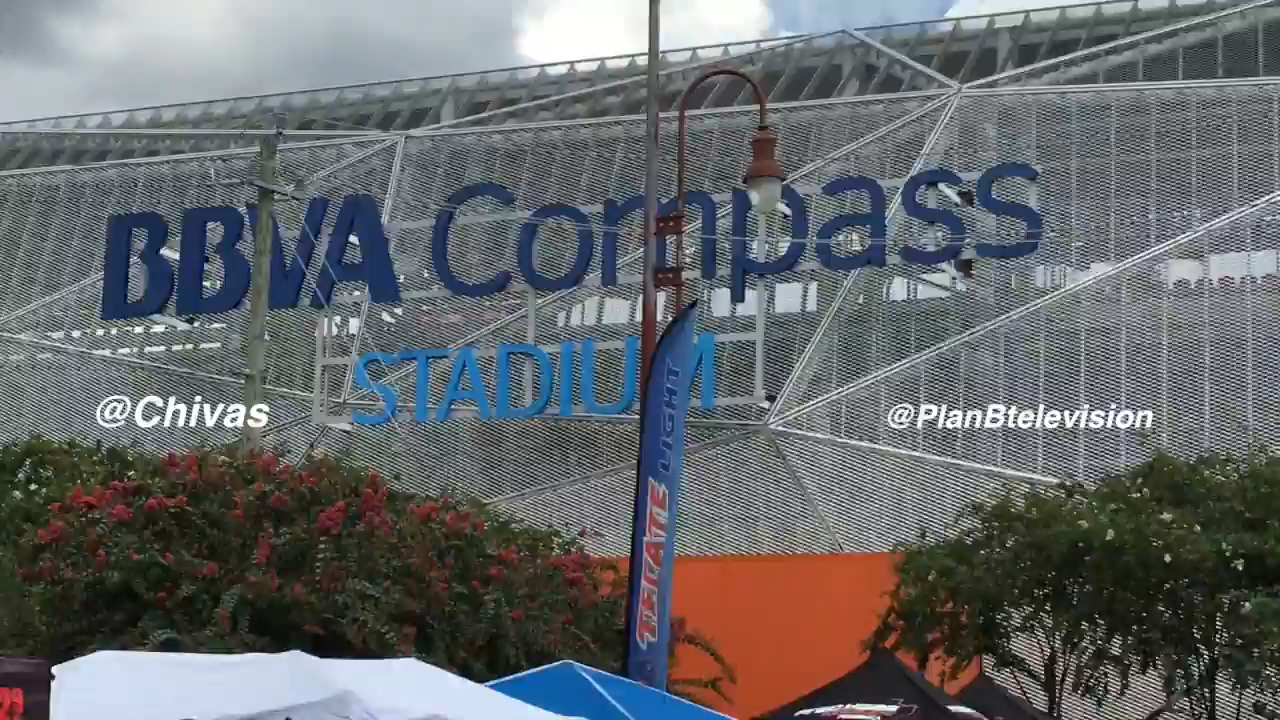 BBVA Compass
STADIUM
@Chivas
@PlanBtelevision
TECATE LIGHT